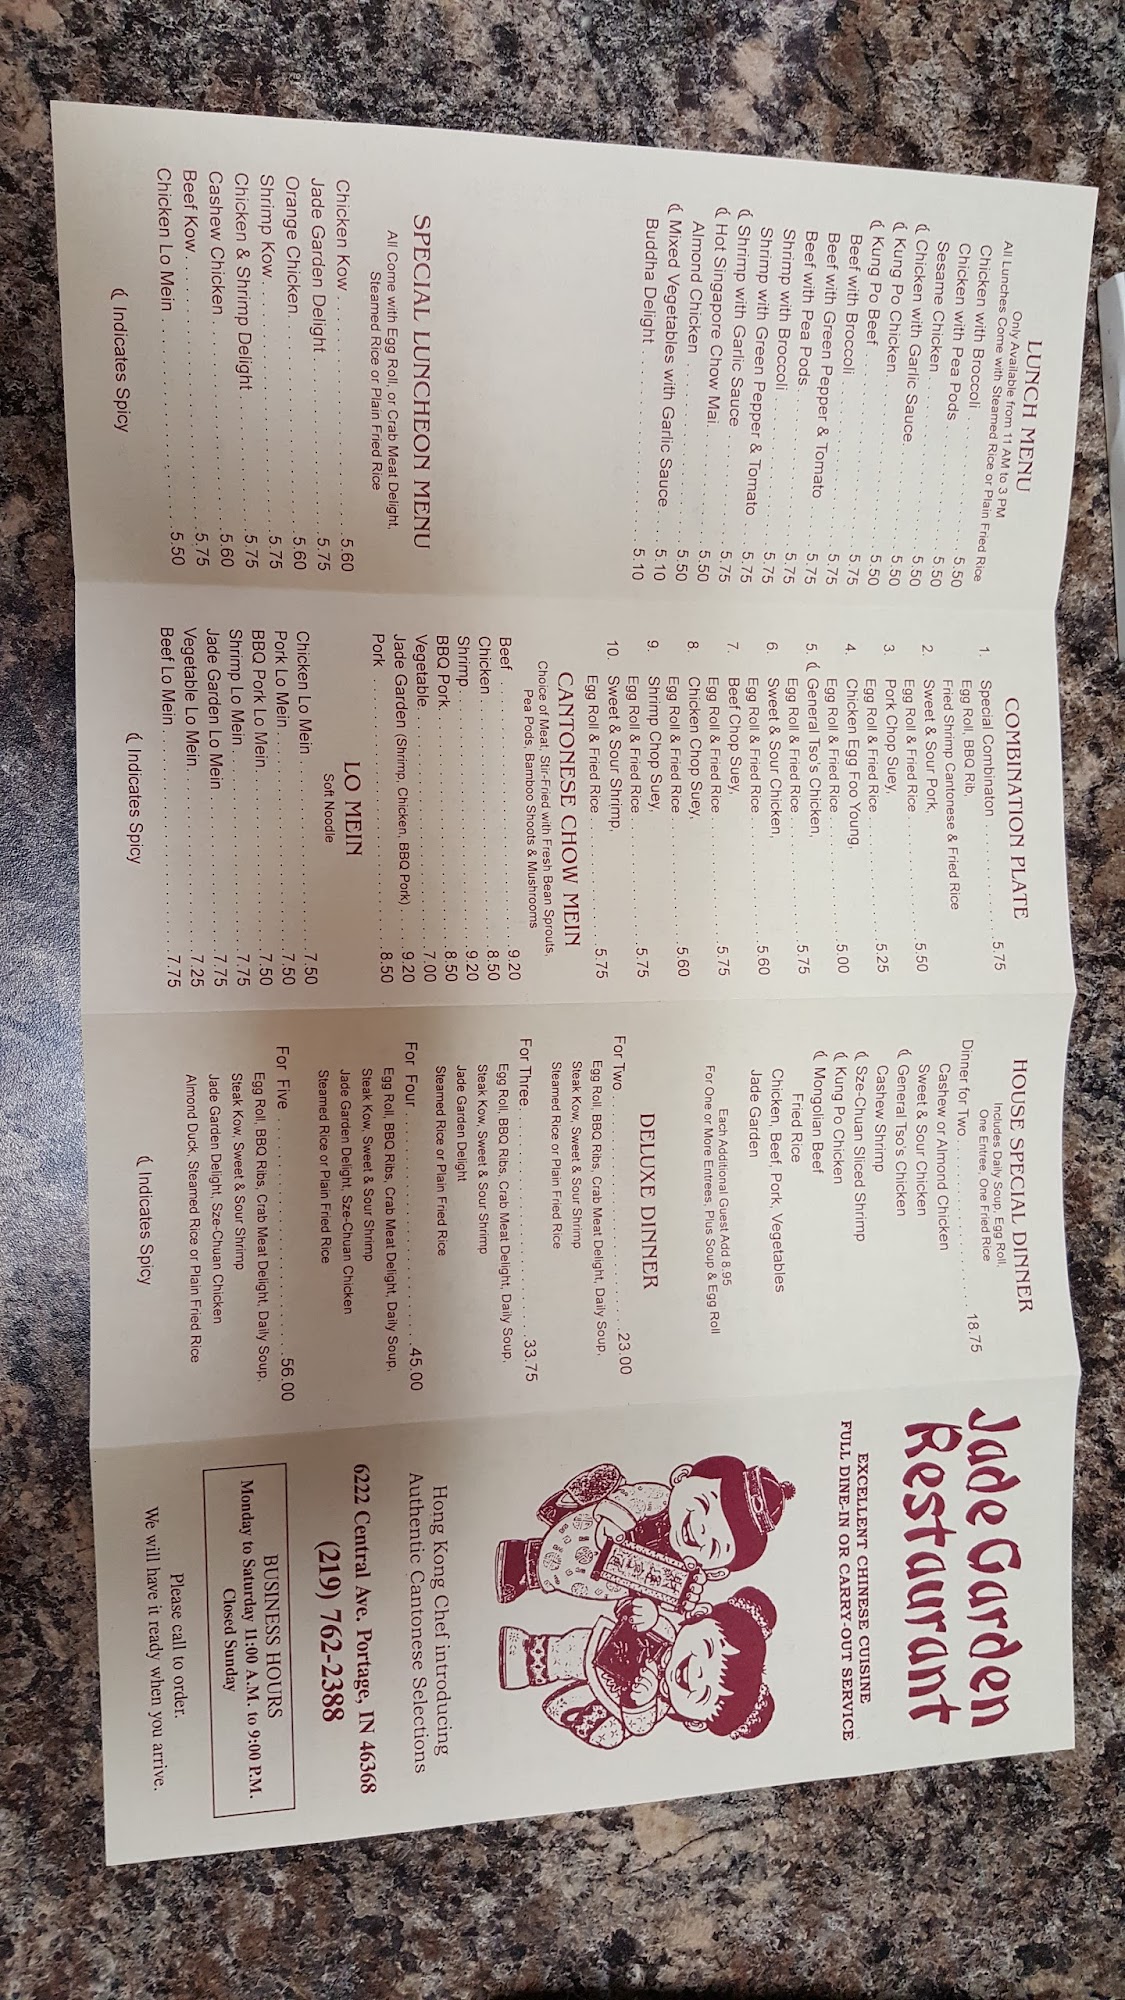 LUNCH MENU
Only Available from 11 AM to 3 PM
All Lunches Come with Steamed Rice or Plain Fried Rice
Chicken with Broccoli . . . . 5.50
Chicken with Pea Pods . . . . 5.50
Sesame Chicken . . . . 5.50
Chicken with Garlic Sauce . . . . 5.50
Kung Po Chicken . . . . 5.50
Kung Po Beef . . . . 5.50
Beef with Broccoli . . . . 5.75
Beef with Green Pepper & Tomato . . . . 5.75
Beef with Pea Pods . . . . 5.75
Shrimp with Broccoli . . . . 5.75
Shrimp with Green Pepper & Tomato . . . . 5.75
Shrimp with Garlic Sauce . . . . 5.75
Hot Singapore Chow Mai . . . . 5.75
Almond Chicken . . . . 5.50
Mixed Vegetables with Garlic Sauce . . . . 5.10
Buddha Delight . . . . 5.10
SPECIAL LUNCHEON MENU
All Come with Egg Roll, or Crab Meat Delight,
Steamed Rice or Plain Fried Rice
Chicken Kow . . . . 5.60
Jade Garden Delight . . . . 5.75
Orange Chicken . . . . 5.60
Shrimp Kow . . . . 5.75
Chicken & Shrimp Delight . . . . 5.75
Cashew Chicken . . . . 5.60
Beef Kow . . . . 5.75
Chicken Lo Mein . . . . 5.50
Indicates Spicy
COMBINATION PLATE
1. Special Combinaton . . . . 5.75
Egg Roll, BBQ Rib,
Fried Shrimp Cantonese & Fried Rice
2. Sweet & Sour Pork,
Egg Roll & Fried Rice . . . . 5.50
3. Pork Chop Suey,
Egg Roll & Fried Rice . . . . 5.25
4. Chicken Egg Foo Young,
Egg Roll & Fried Rice . . . . 5.00
5. General Tso's Chicken,
Egg Roll & Fried Rice . . . . 5.75
6 Sweet & Sour Chicken,
Egg Roll & Fried Rice . . . . 5.60
7. Beef Chop Suey,
Egg Roll & Fried Rice . . . . 5.75
8. Chicken Chop Suey,
Egg Roll & Fried Rice . . . . 5.60
9. Shrimp Chop Suey,
Egg Roll & Fried Rice . . . . 5.75
10. Sweet & Sour Shrimp,
Egg Roll & Fried Rice . . . . 5.75
CANTONESE CHOW MEIN
Choice of Meat, Stir-Fried with Fresh Bean Sprouts,
Pea Pods, Bamboo Shoots & Mushrooms
Beef . . . . 9.20
Chicken . . . . 8.50
Shrimp . . . . 9.20
BBQ Pork . . . . 8.50
Vegetable . . . . 7.00
Jade Garden (Shrimp, Chicken, BBQ Pork) . . . . 9.20
Pork . . . . 8.50
LO MEIN
Soft Noodle
Chicken Lo Mein . . . . 7.50
Pork Lo Mein . . . . 7.50
BBQ Pork Lo Mein . . . . 7.50
Shrimp Lo Mein . . . . 7.75
Jade Garden Lo Mein . . . . 7.75
Vegetable Lo Mein . . . . 7.25
Beef Lo Mein . . . . 7.75
Indicates Spicy
HOUSE SPECIAL DINNER
Includes Daily Soup, Egg Roll,
One Entree, One Fried Rice
Dinner for Two . . . . 18.75
Cashew or Almond Chicken
Sweet & Sour Chicken
General Tso's Chicken
Cashew Shrimp
Sze-Chuan Sliced Shrimp
Kung Po Chicken
Mongolian Beef
Fried Rice
Chicken, Beef, Pork, Vegetables
Jade Garden
Each Additional Guest Add 8.95
For One or More Entrees, Plus Soup & Egg Roll
DELUXE DINNER
For Two . . . . 23.00
Egg Roll, BBQ Ribs, Crab Meat Delight, Daily Soup,
Steak Kow, Sweet & Sour Shrimp
Steamed Rice or Plain Fried Rice
For Three . . . . 33.75
Egg Roll, BBQ Ribs, Crab Meat Delight, Daily Soup,
Steak Kow, Sweet & Sour Shrimp
Jade Garden Delight
Steamed Rice or Plain Fried Rice
For Four . . . . 45.00
Egg Roll, BBQ Ribs, Crab Meat Delight, Daily Soup,
Steak Kow, Sweet & Sour Shrimp
Jade Garden Delight, Sze-Chuan Chicken
Steamed Rice or Plain Fried Rice
For Five . . . . 56.00
Egg Roll, BBQ Ribs, Crab Meat Delight, Daily Soup,
Steak Kow, Sweet & Sour Shrimp
Jade Garden Delight, Sze-Chuan Chicken
Almond Duck, Steamed Rice or Plain Fried Rice
Indicates Spicy
Jade Garden
Restaurant
EXCELLENT CHINESE CUISINE
FULL DINE-IN OR CARRY-OUT SERVICE
Hong Kong Chef introducing
Authentic Cantonese Selections
6222 Central Ave. Portage, IN 46368
(219) 762-2388
BUSINESS HOURS
Monday to Saturday 11:00 A.M. to 9:00 P.M.
Closed Sunday
Please call to order.
We will have it ready when you arrive.